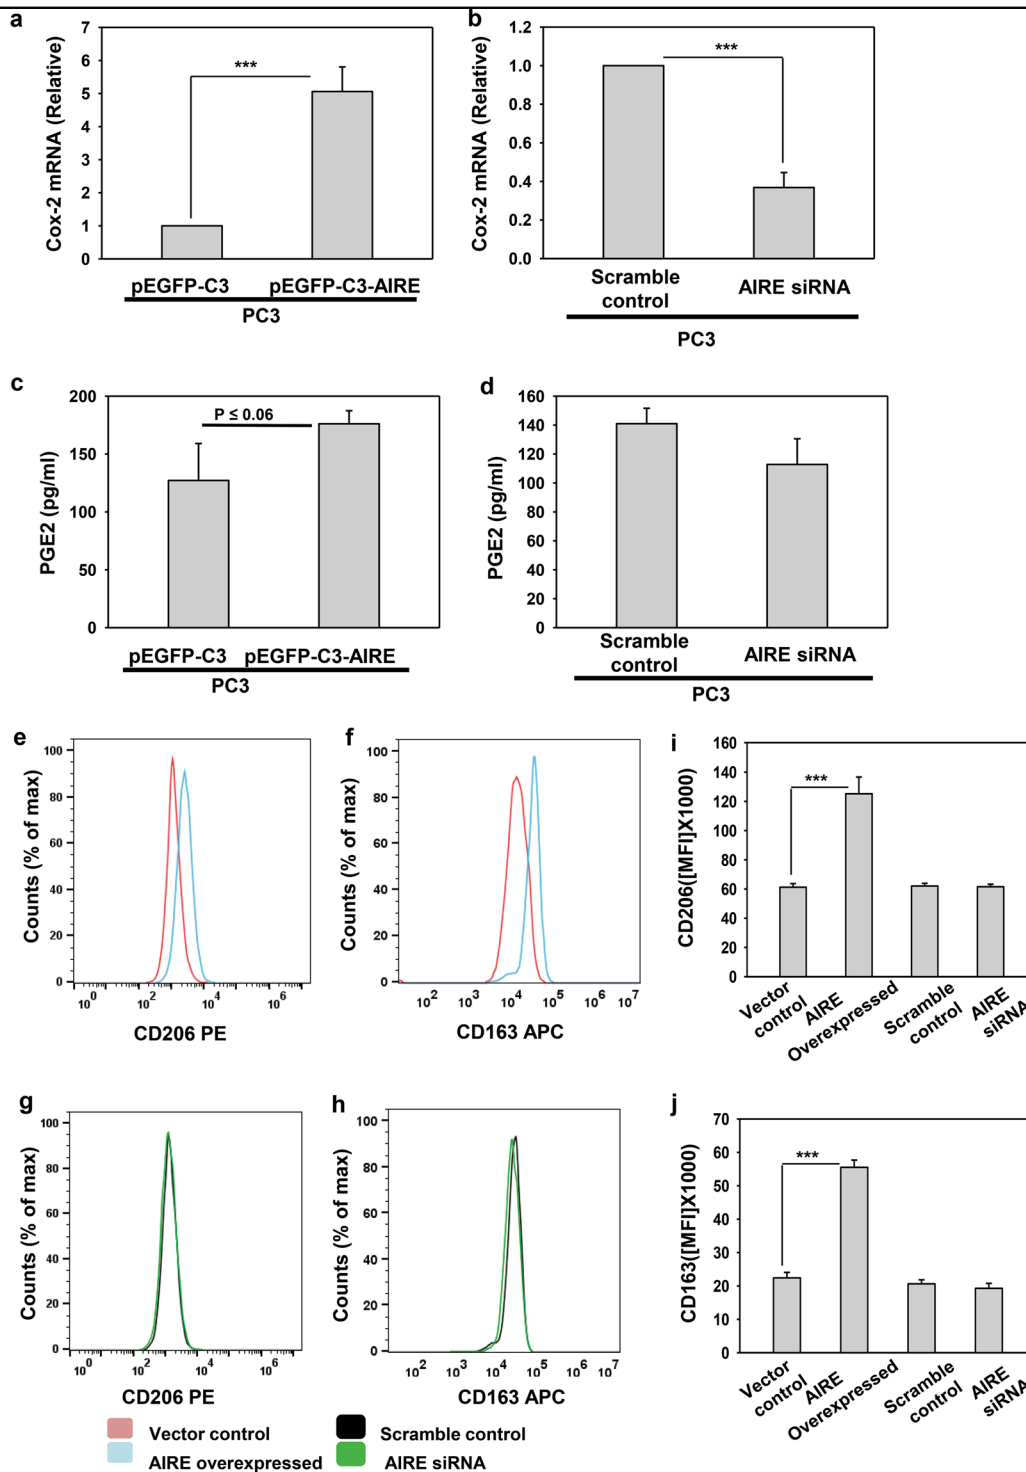 a
Cox-2 mRNA (Relative)
7
6
5
4
3
2
1
0
***
pEGFP-C3 pEGFP-C3-AIRE
PC3
b
Cox-2 mRNA (Relative)
1.2
1.0
0.8
0.6
0.4
0.2
0.0
***
Scramble
control
AIRE siRNA
PC3
c
PGE2 (pg/ml)
200
150
100
50
0
P ≤ 0.06
pEGFP-C3 pEGFP-C3-AIRE
PC3
d
PGE2 (pg/ml)
160
140
120
100
80
60
40
20
0
Scramble
control
AIRE siRNA
PC3
e
Counts (% of max)
100
80
60
40
20
0
10^0 10^2 10^4 10^6
CD206 PE
f
Counts (% of max)
100
80
60
40
20
0
10^2 10^3 10^4 10^5 10^6 10^7
CD163 APC
i
CD206([MFI]X1000)
160
140
120
100
80
60
40
20
0
***
Vector
control
AIRE
Overexpressed
Scramble
control
AIRE
siRNA
g
Counts (% of max)
100
80
60
40
20
0
10^0 10^2 10^4 10^6
CD206 PE
h
Counts (% of max)
100
80
60
40
20
0
10^2 10^3 10^4 10^5 10^6 10^7
CD163 APC
j
CD163([MFI]X1000)
70
60
50
40
30
20
10
0
***
Vector
control
AIRE
Overexpressed
Scramble
control
AIRE
siRNA
Vector control
AIRE overexpressed
Scramble control
AIRE siRNA